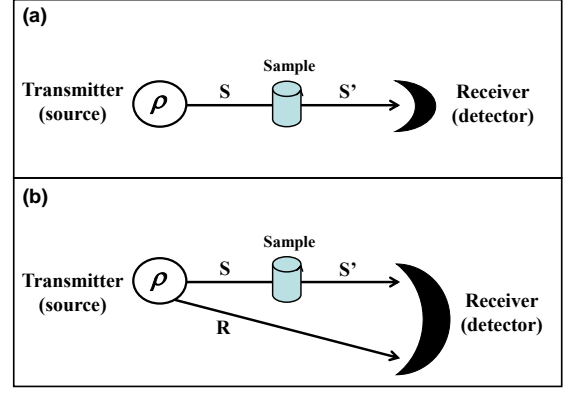 (a)
Sample
Transmitter
(source)
ρ
S
S’
Receiver
(detector)
(b)
Sample
Transmitter
(source)
ρ
S
S’
R
Receiver
(detector)